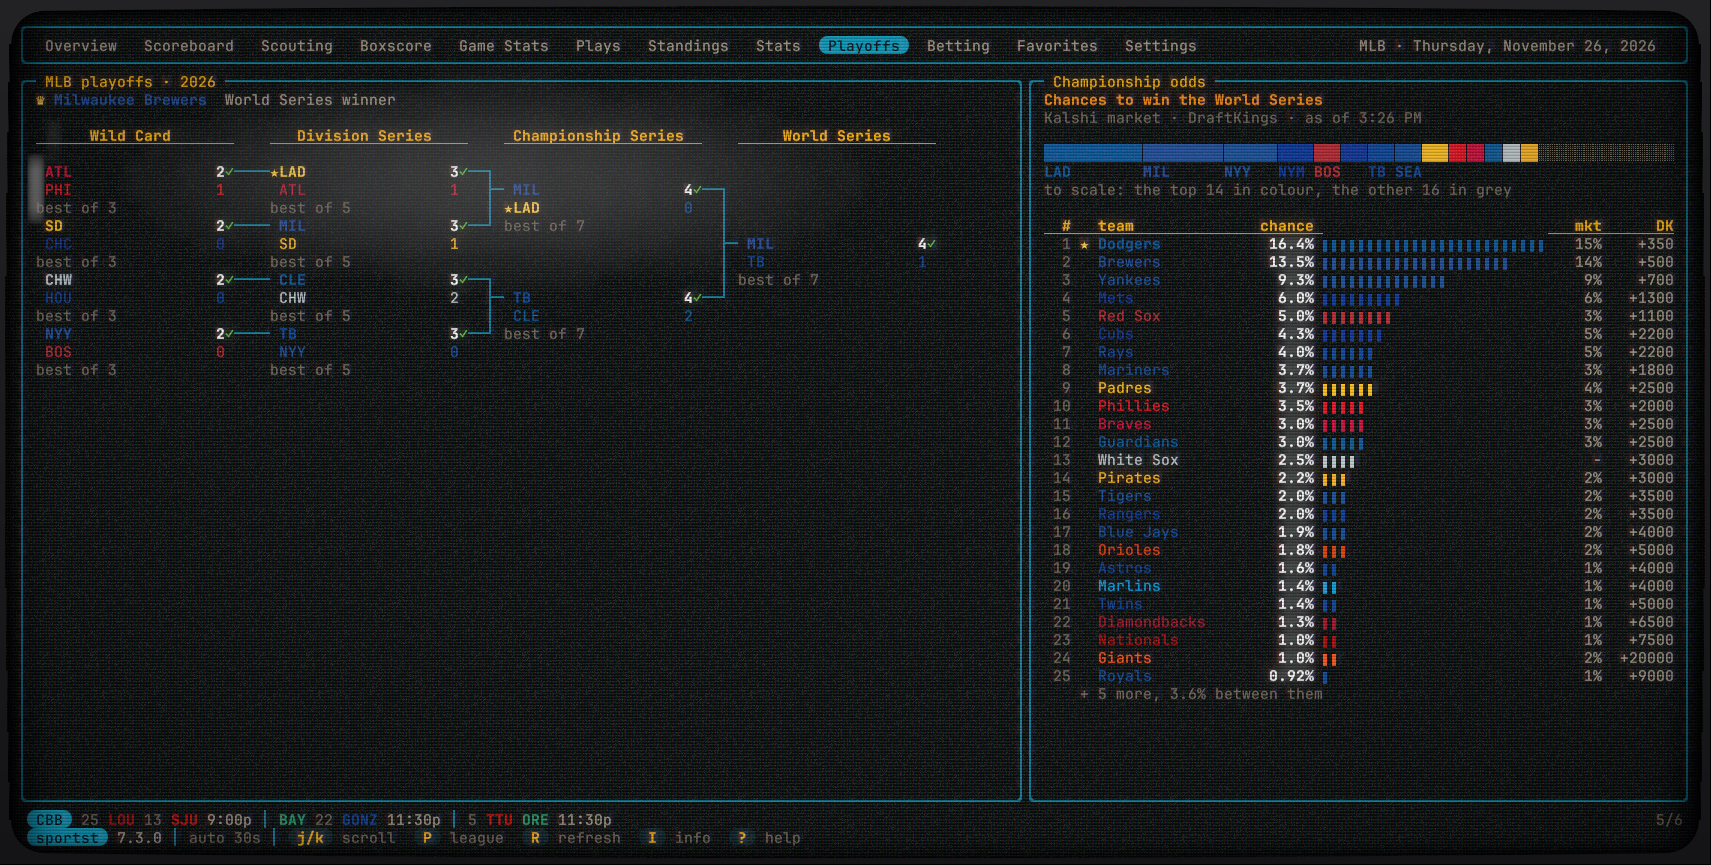 Overview Scoreboard Scouting Boxscore Game Stats Plays Standings Stats Playoffs Betting Favorites Settings MLB · Thursday, November 26, 2026
MLB playoffs · 2026
♛ Milwaukee Brewers World Series winner
Wild Card Division Series Championship Series World Series
ATL 2✓ ★LAD 3✓
PHI 1 ATL 1 MIL 4✓
best of 3 best of 5 ★LAD 0
SD 2✓ MIL 3✓ best of 7
CHC 0 SD 1 MIL 4✓
best of 3 best of 5 TB 1
CHW 2✓ CLE 3✓ best of 7
HOU 0 CHW 2 TB 4✓
best of 3 best of 5 CLE 2
NYY 2✓ TB 3✓ best of 7
BOS 0 NYY 0
best of 3 best of 5
Championship odds
Chances to win the World Series
Kalshi market · DraftKings · as of 3:26 PM
LAD MIL NYY NYM BOS TB SEA
to scale: the top 14 in colour, the other 16 in grey
# team chance mkt DK
1 ★ Dodgers 16.4% 15% +350
2 Brewers 13.5% 14% +500
3 Yankees 9.3% 9% +700
4 Mets 6.0% 6% +1300
5 Red Sox 5.0% 3% +1100
6 Cubs 4.3% 5% +2200
7 Rays 4.0% 5% +2200
8 Mariners 3.7% 3% +1800
9 Padres 3.7% 4% +2500
10 Phillies 3.5% 3% +2000
11 Braves 3.0% 3% +2500
12 Guardians 3.0% 3% +2500
13 White Sox 2.5% - +3000
14 Pirates 2.2% 2% +3000
15 Tigers 2.0% 2% +3500
16 Rangers 2.0% 2% +3500
17 Blue Jays 1.9% 2% +4000
18 Orioles 1.8% 2% +5000
19 Astros 1.6% 1% +4000
20 Marlins 1.4% 1% +4000
21 Twins 1.4% 1% +5000
22 Diamondbacks 1.3% 1% +6500
23 Nationals 1.0% 1% +7500
24 Giants 1.0% 2% +20000
25 Royals 0.92% 1% +9000
+ 5 more, 3.6% between them
CBB 25 LOU 13 SJU 9:00p │ BAY 22 GONZ 11:30p │ 5 TTU ORE 11:30p 5/6
sportst 7.3.0 │ auto 30s │ j/k scroll P league R refresh I info ? help